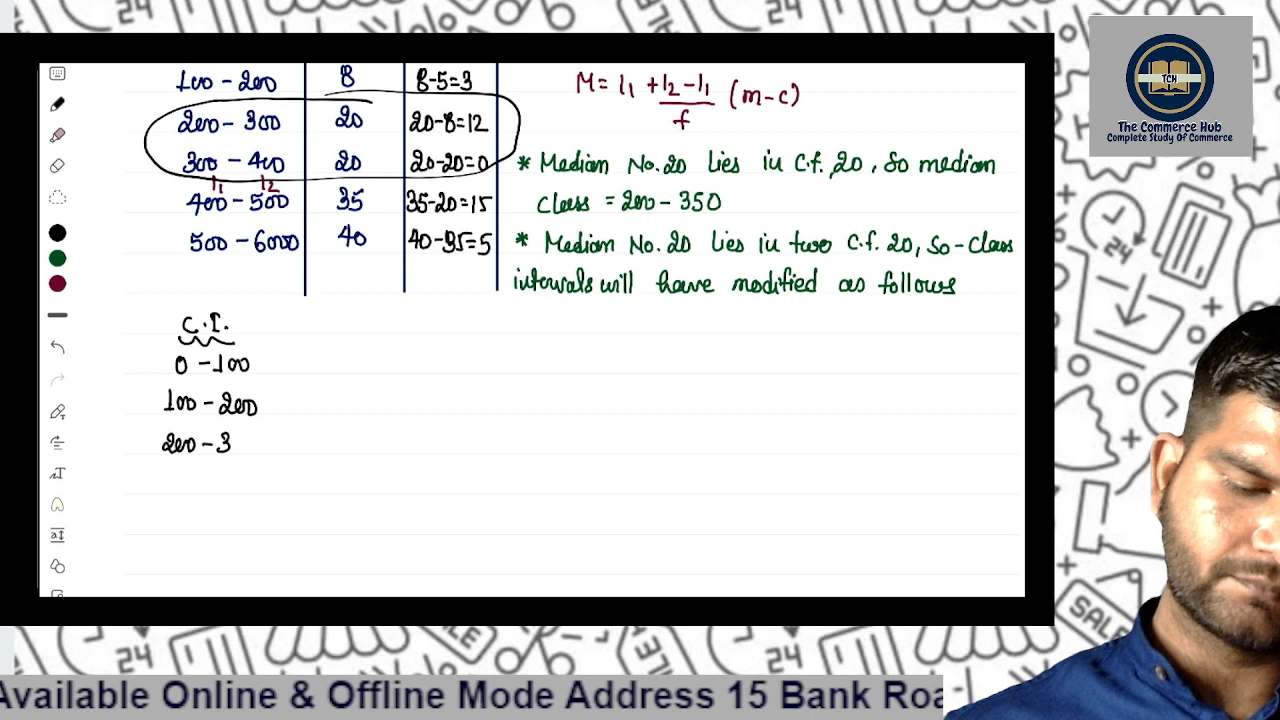 100 - 200 8 8-5=3
200 - 300 20 20-8=12
300 - 400 20 20-20=0
l1 l2
400 - 500 35 35-20=15
500 - 6000 40 40-35=5
M = l1 + l2 - l1 (m-c)
f
* Median No. 20 lies in C.f. 20, So median
Class = 200 - 350
* Median No. 20 lies in two C.f. 20, So - Class
intervals will have modified as follows
C.I.
0 - 100
100 - 200
200 - 3
TCH
The Commerce Hub
Complete Study Of Commerce
Available Online & Offline Mode Address 15 Bank Roa